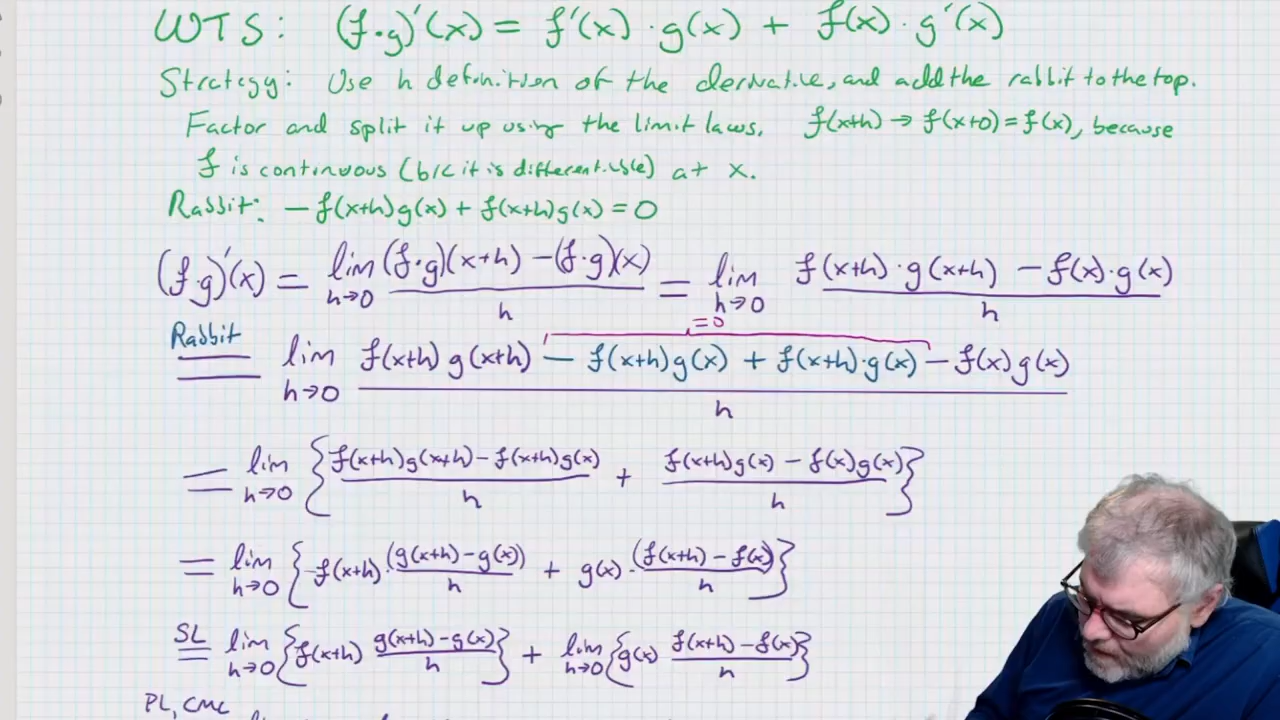 WTS: (f·g)'(x) = f'(x)·g(x) + f(x)·g'(x)
Strategy: Use h definition of the derivative, and add the rabbit to the top.
Factor and split it up using the limit laws. f(x+h) → f(x+0) = f(x), because
f is continuous (b/c it is differentiable) at x.
Rabbit: −f(x+h)g(x) + f(x+h)g(x) = 0
(f·g)'(x) = lim h→0 (f·g)(x+h) − (f·g)(x) / h = lim h→0 f(x+h)·g(x+h) − f(x)·g(x) / h
=0
Rabbit = lim h→0 f(x+h)g(x+h) − f(x+h)g(x) + f(x+h)·g(x) − f(x)g(x) / h
= lim h→0 { f(x+h)g(x+h) − f(x+h)g(x) / h + f(x+h)g(x) − f(x)g(x) / h }
= lim h→0 { f(x+h)·(g(x+h) − g(x)) / h + g(x)·(f(x+h) − f(x)) / h }
SL = lim h→0 { f(x+h) g(x+h) − g(x) / h } + lim h→0 { g(x) f(x+h) − f(x) / h }
PL, CML